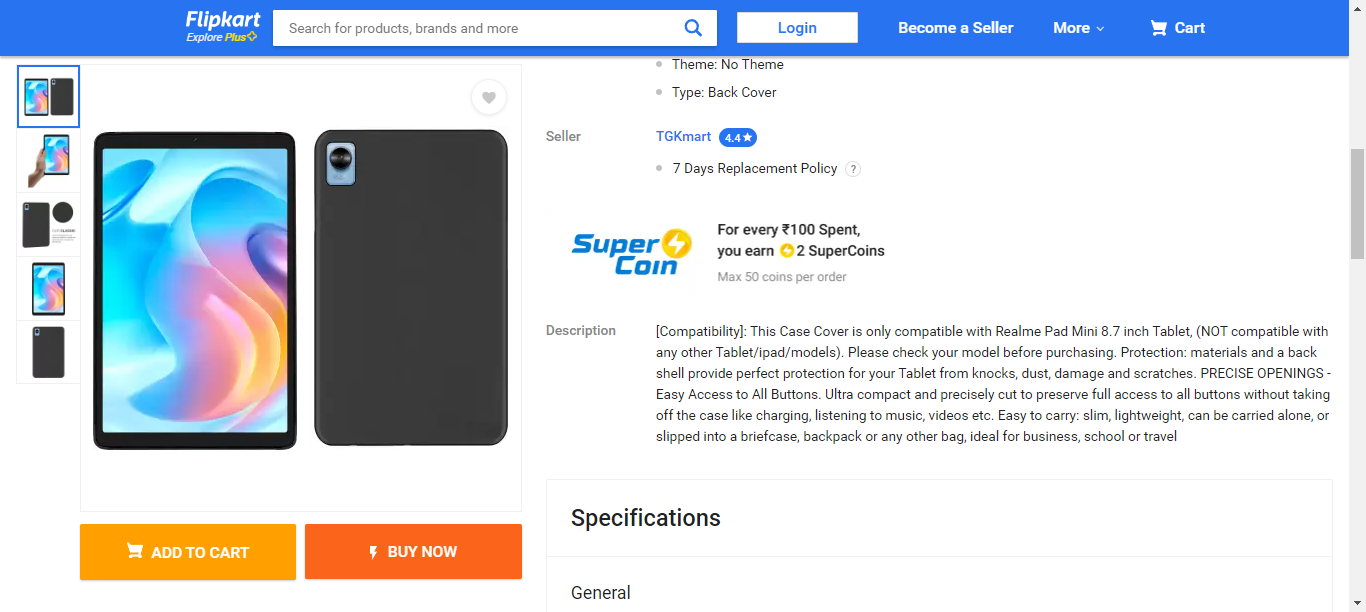 Flipkart
Explore Plus
Search for products, brands and more
Login
Become a Seller
More
Cart
Theme: No Theme
Type: Back Cover
Seller
TGKmart 4.4★
7 Days Replacement Policy ?
Super
Coin
For every ₹100 Spent,
you earn 2 SuperCoins
Max 50 coins per order
Description
[Compatibility]: This Case Cover is only compatible with Realme Pad Mini 8.7 inch Tablet, (NOT compatible with
any other Tablet/ipad/models). Please check your model before purchasing. Protection: materials and a back
shell provide perfect protection for your Tablet from knocks, dust, damage and scratches. PRECISE OPENINGS -
Easy Access to All Buttons. Ultra compact and precisely cut to preserve full access to all buttons without taking
off the case like charging, listening to music, videos etc. Easy to carry: slim, lightweight, can be carried alone, or
slipped into a briefcase, backpack or any other bag, ideal for business, school or travel
ADD TO CART
BUY NOW
Specifications
General